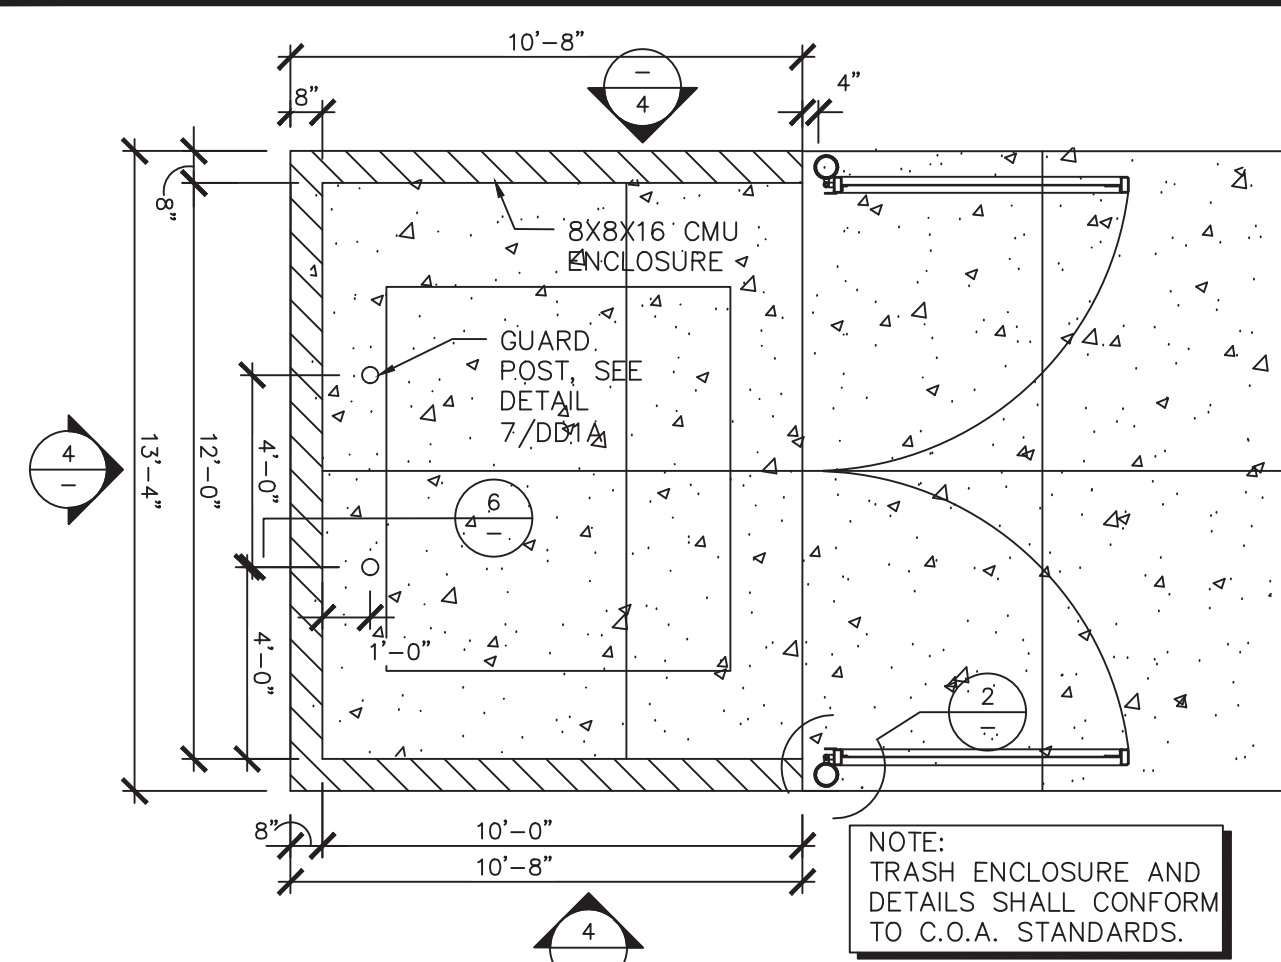 10'-8"
–
4
4"
8"
8"
8X8X16 CMU
ENCLOSURE
GUARD
POST, SEE
DETAIL
7/DD1A
4
–
13'-4"
12'-0"
4'-0"
6
–
4'-0"
1'-0"
2
–
8"
10'-0"
10'-8"
4
NOTE:
TRASH ENCLOSURE AND
DETAILS SHALL CONFORM
TO C.O.A. STANDARDS.